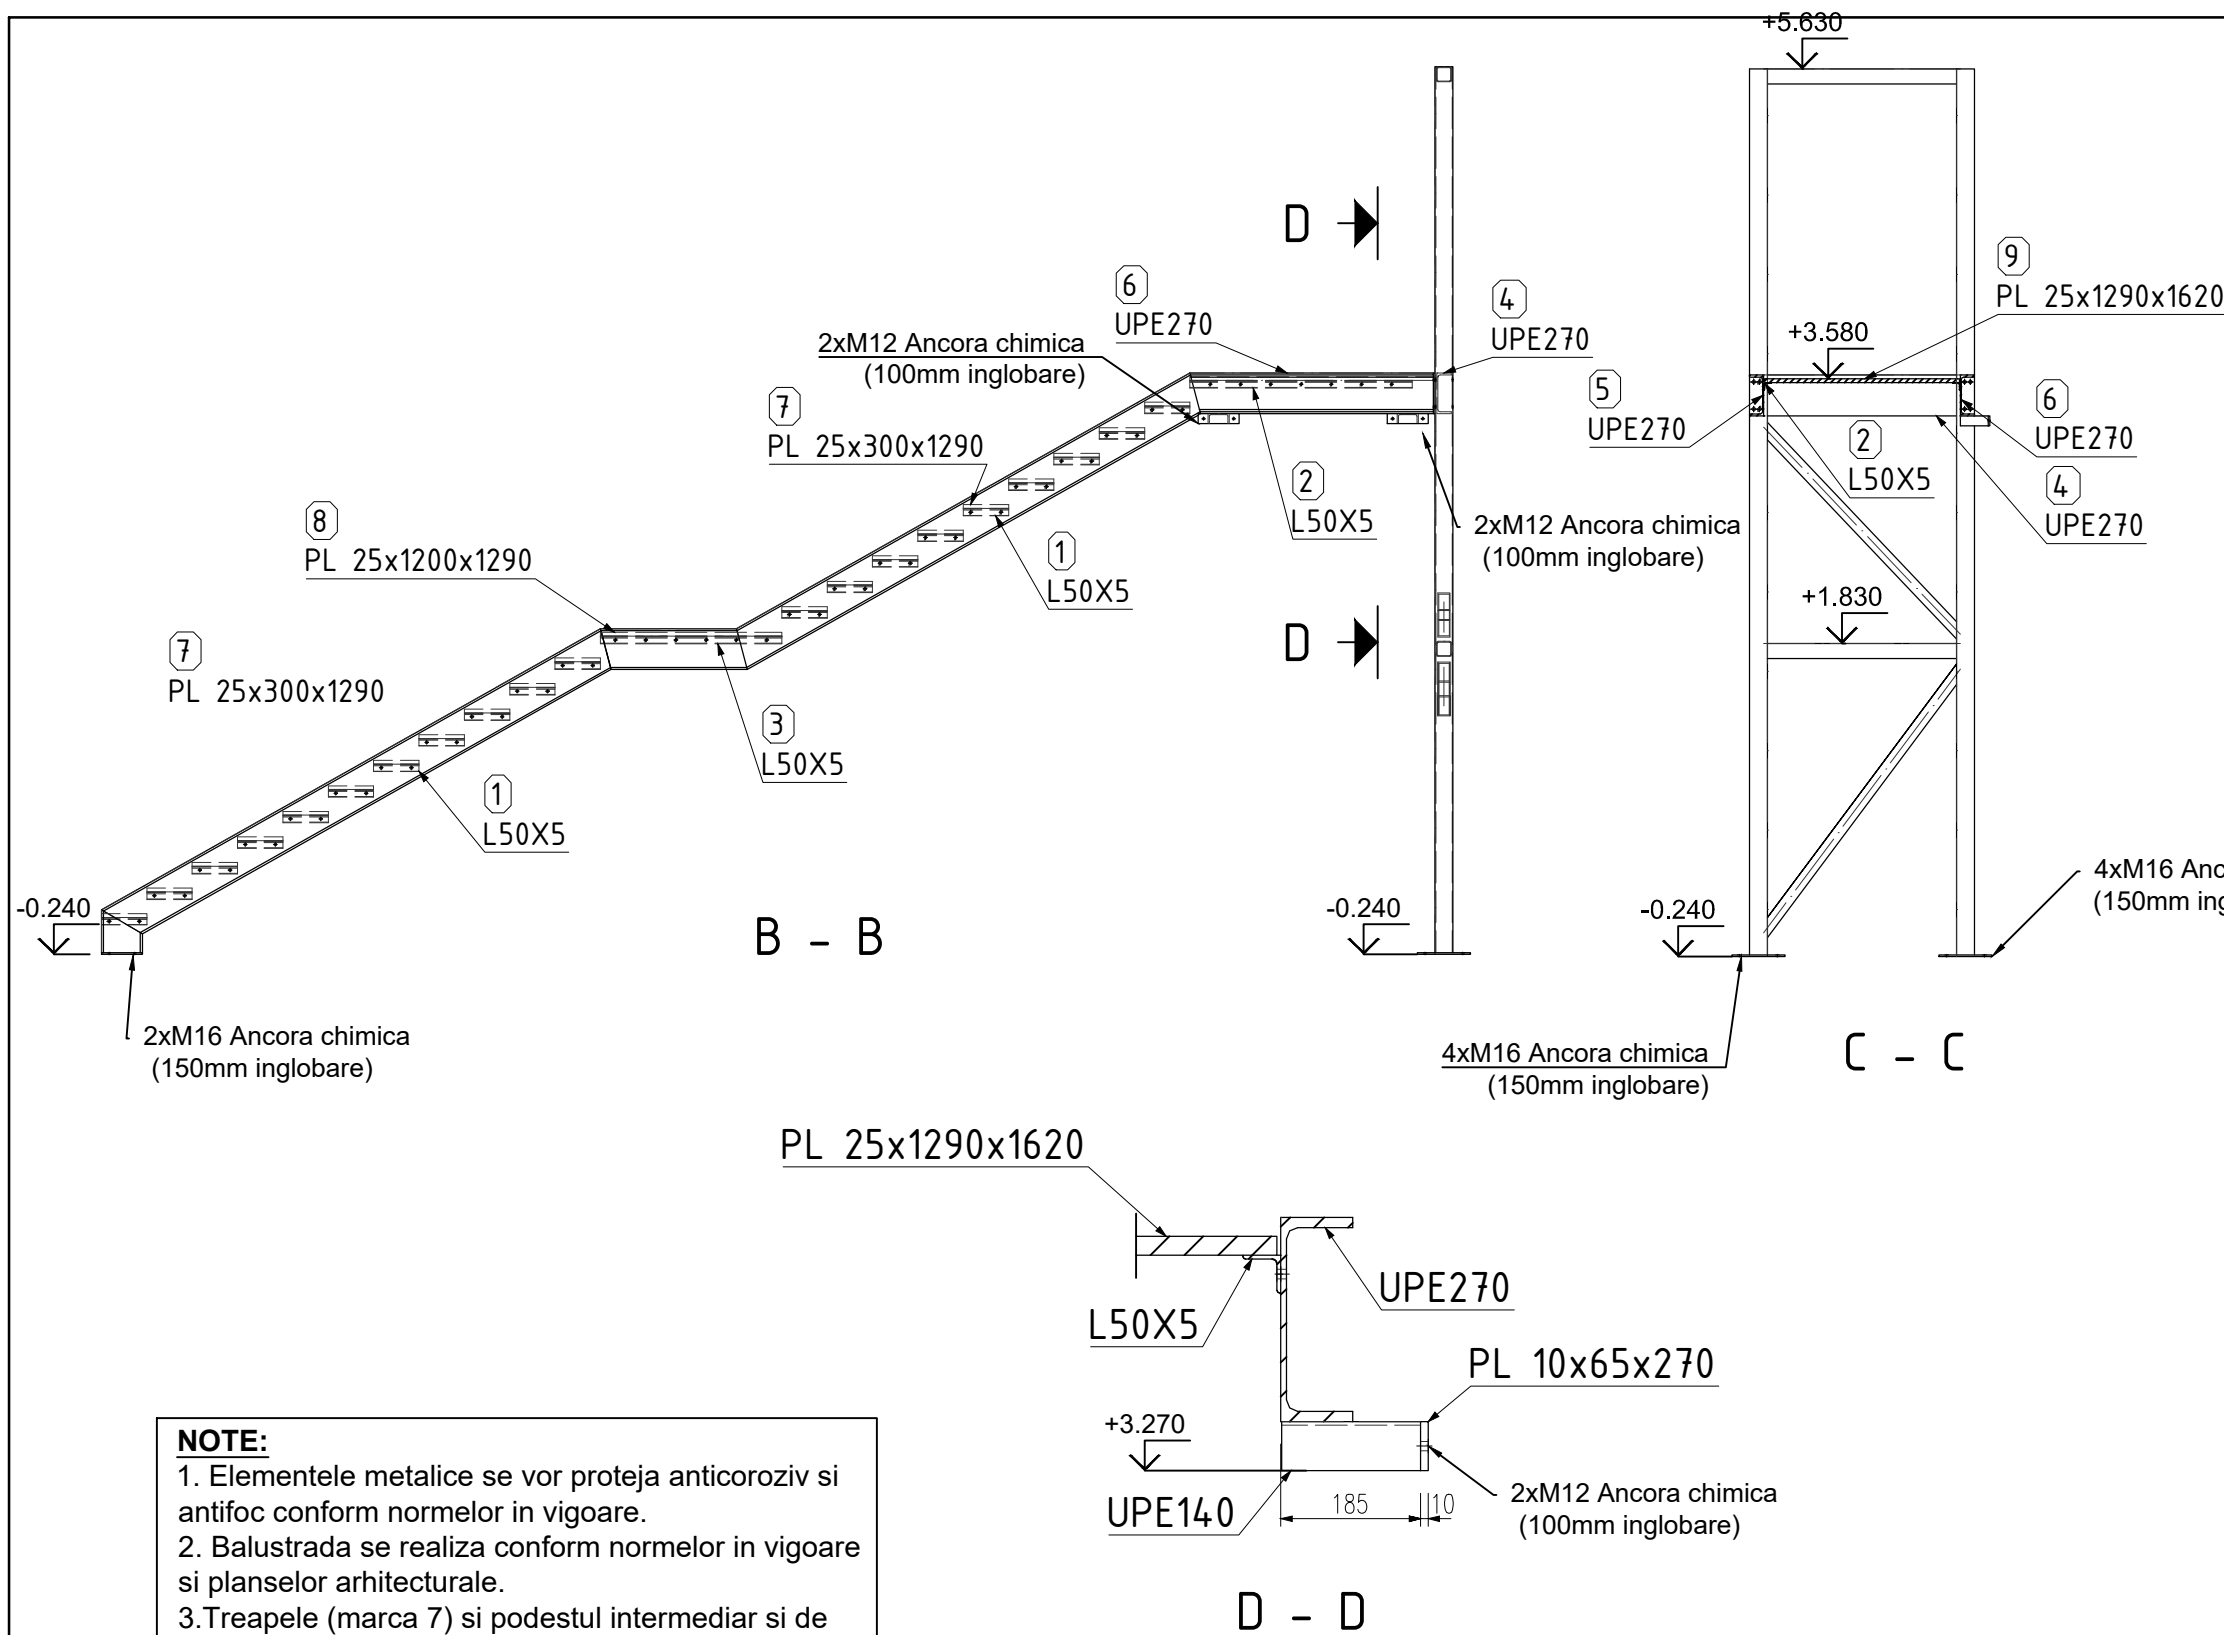 +5.630
D
6
UPE270
4
UPE270
9
PL 25x1290x1620
2xM12 Ancora chimica
(100mm inglobare)
+3.580
7
PL 25x300x1290
5
UPE270
6
UPE270
2
L50X5
2
L50X5
4
UPE270
8
PL 25x1200x1290
2xM12 Ancora chimica
(100mm inglobare)
1
L50X5
+1.830
D
7
PL 25x300x1290
3
L50X5
1
L50X5
-0.240
B - B
-0.240
-0.240
4xM16
(150mm
2xM16 Ancora chimica
(150mm inglobare)
4xM16 Ancora chimica
(150mm inglobare)
C - C
PL 25x1290x1620
UPE270
L50X5
PL 10x65x270
+3.270
UPE140
185
10
2xM12 Ancora chimica
(100mm inglobare)
D - D
NOTE:
1. Elementele metalice se vor proteja anticoroziv si
antifoc conform normelor in vigoare.
2. Balustrada se realiza conform normelor in vigoare
si planselor arhitecturale.
3.Treapele (marca 7) si podestul intermediar si de